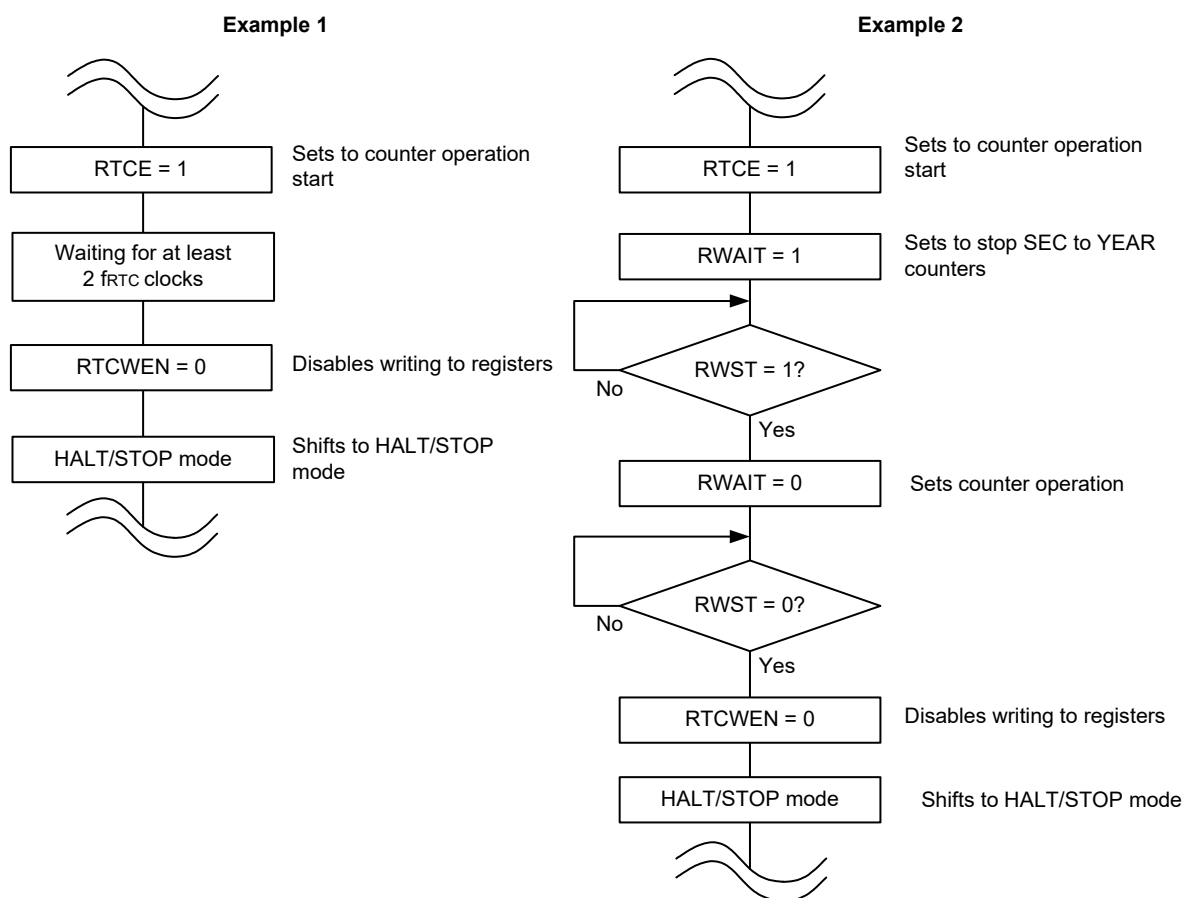 Example 1
RTCE = 1
Sets to counter operation
start
Waiting for at least
2 fRTC clocks
RTCWEN = 0
Disables writing to registers
HALT/STOP mode
Shifts to HALT/STOP
mode
Example 2
RTCE = 1
Sets to counter operation
start
RWAIT = 1
Sets to stop SEC to YEAR
counters
RWST = 1?
No
Yes
RWAIT = 0
Sets counter operation
RWST = 0?
No
Yes
RTCWEN = 0
Disables writing to registers
HALT/STOP mode
Shifts to HALT/STOP mode